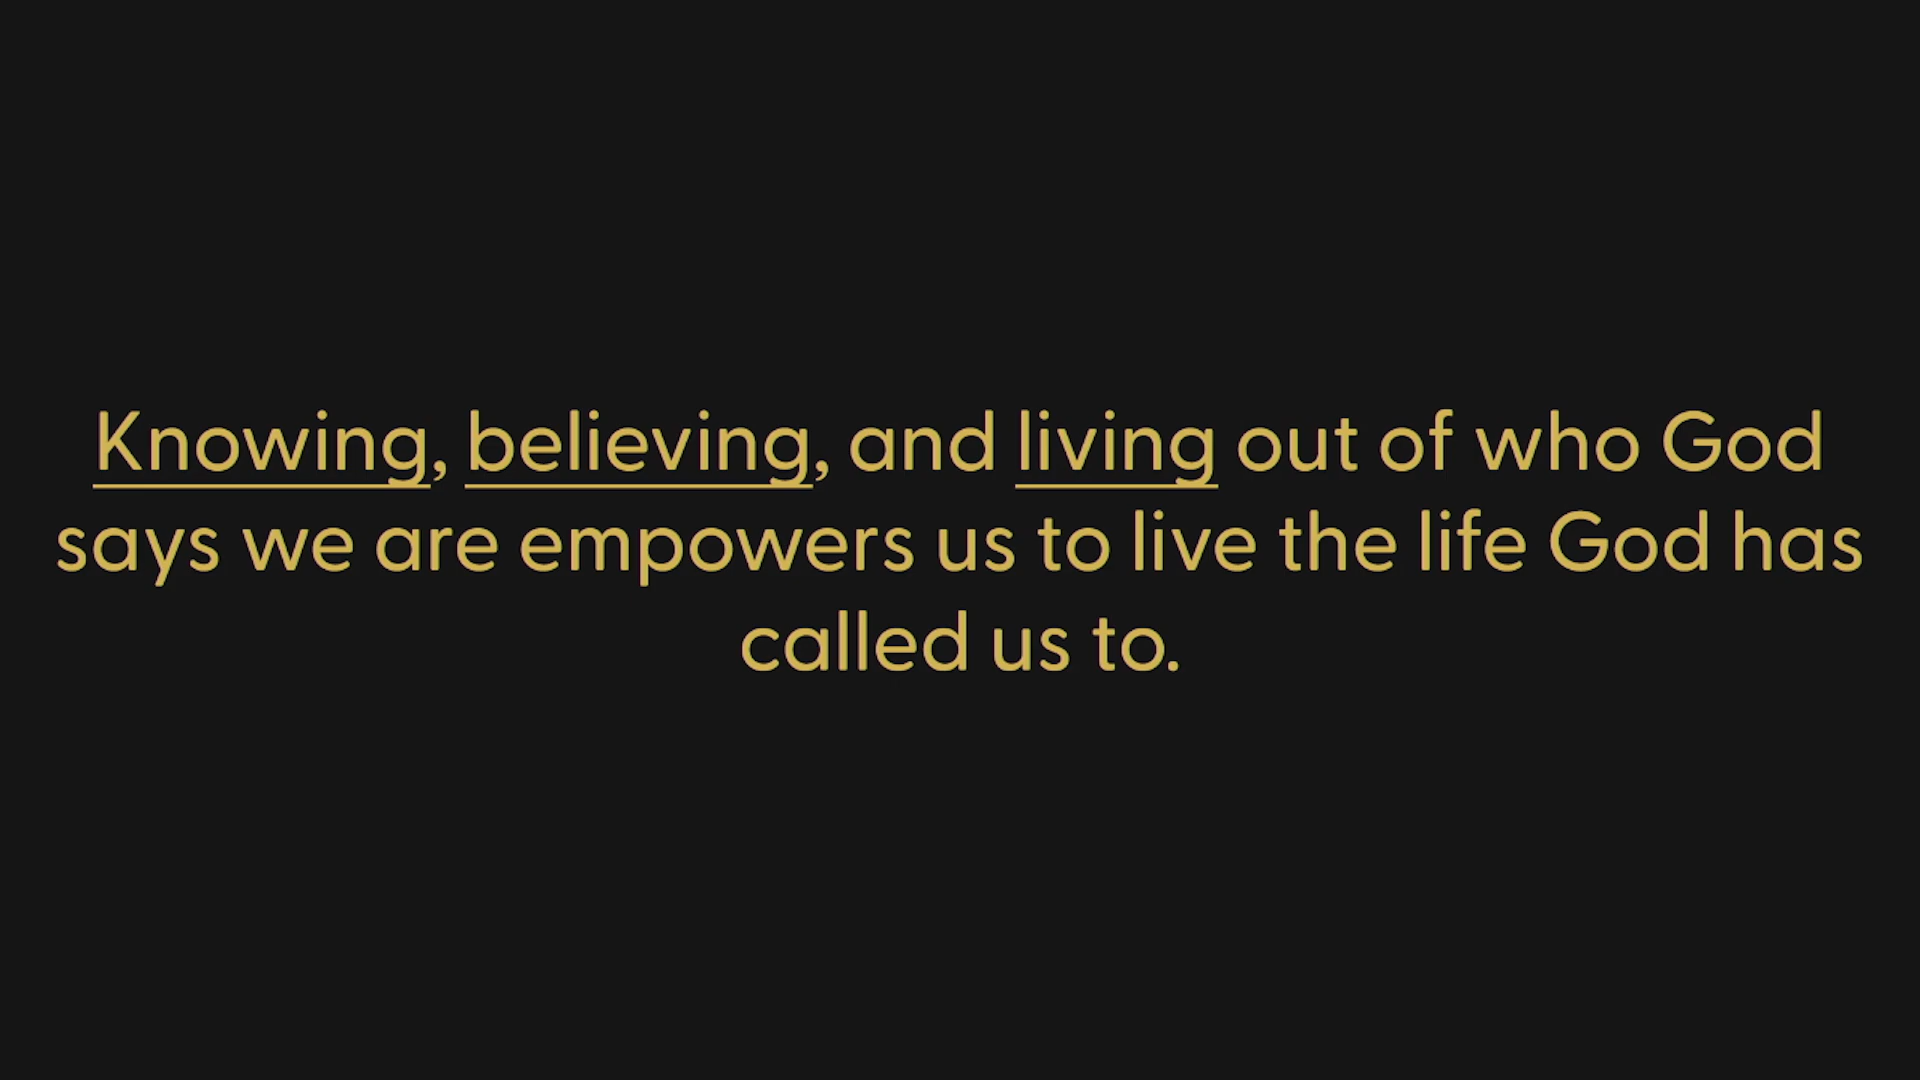 Knowing, believing, and living out of who God
says we are empowers us to live the life God has
called us to.